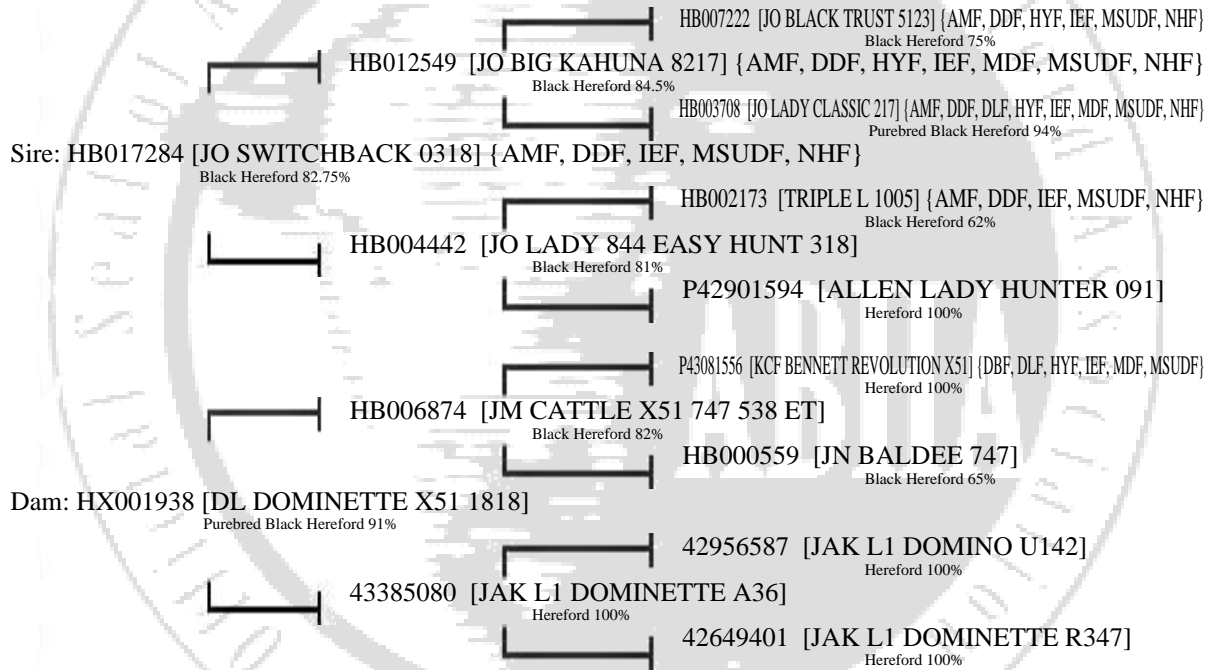 HB007222 [JO BLACK TRUST 5123] {AMF, DDF, HYF, IEF, MSUDF, NHF}
Black Hereford 75%
HB012549 [JO BIG KAHUNA 8217] {AMF, DDF, HYF, IEF, MDF, MSUDF, NHF}
Black Hereford 84.5%
HB003708 [JO LADY CLASSIC 217] {AMF, DDF, DLF, HYF, IEF, MDF, MSUDF, NHF}
Purebred Black Hereford 94%
Sire: HB017284 [JO SWITCHBACK 0318] {AMF, DDF, IEF, MSUDF, NHF}
Black Hereford 82.75%
HB002173 [TRIPLE L 1005] {AMF, DDF, IEF, MSUDF, NHF}
Black Hereford 62%
HB004442 [JO LADY 844 EASY HUNT 318]
Black Hereford 81%
P42901594 [ALLEN LADY HUNTER 091]
Hereford 100%
P43081556 [KCF BENNETT REVOLUTION X51] {DBF, DLF, HYF, IEF, MDF, MSUDF}
Hereford 100%
HB006874 [JM CATTLE X51 747 538 ET]
Black Hereford 82%
HB000559 [JN BALDEE 747]
Black Hereford 65%
Dam: HX001938 [DL DOMINETTE X51 1818]
Purebred Black Hereford 91%
42956587 [JAK L1 DOMINO U142]
Hereford 100%
43385080 [JAK L1 DOMINETTE A36]
Hereford 100%
42649401 [JAK L1 DOMINETTE R347]
Hereford 100%
ABHA